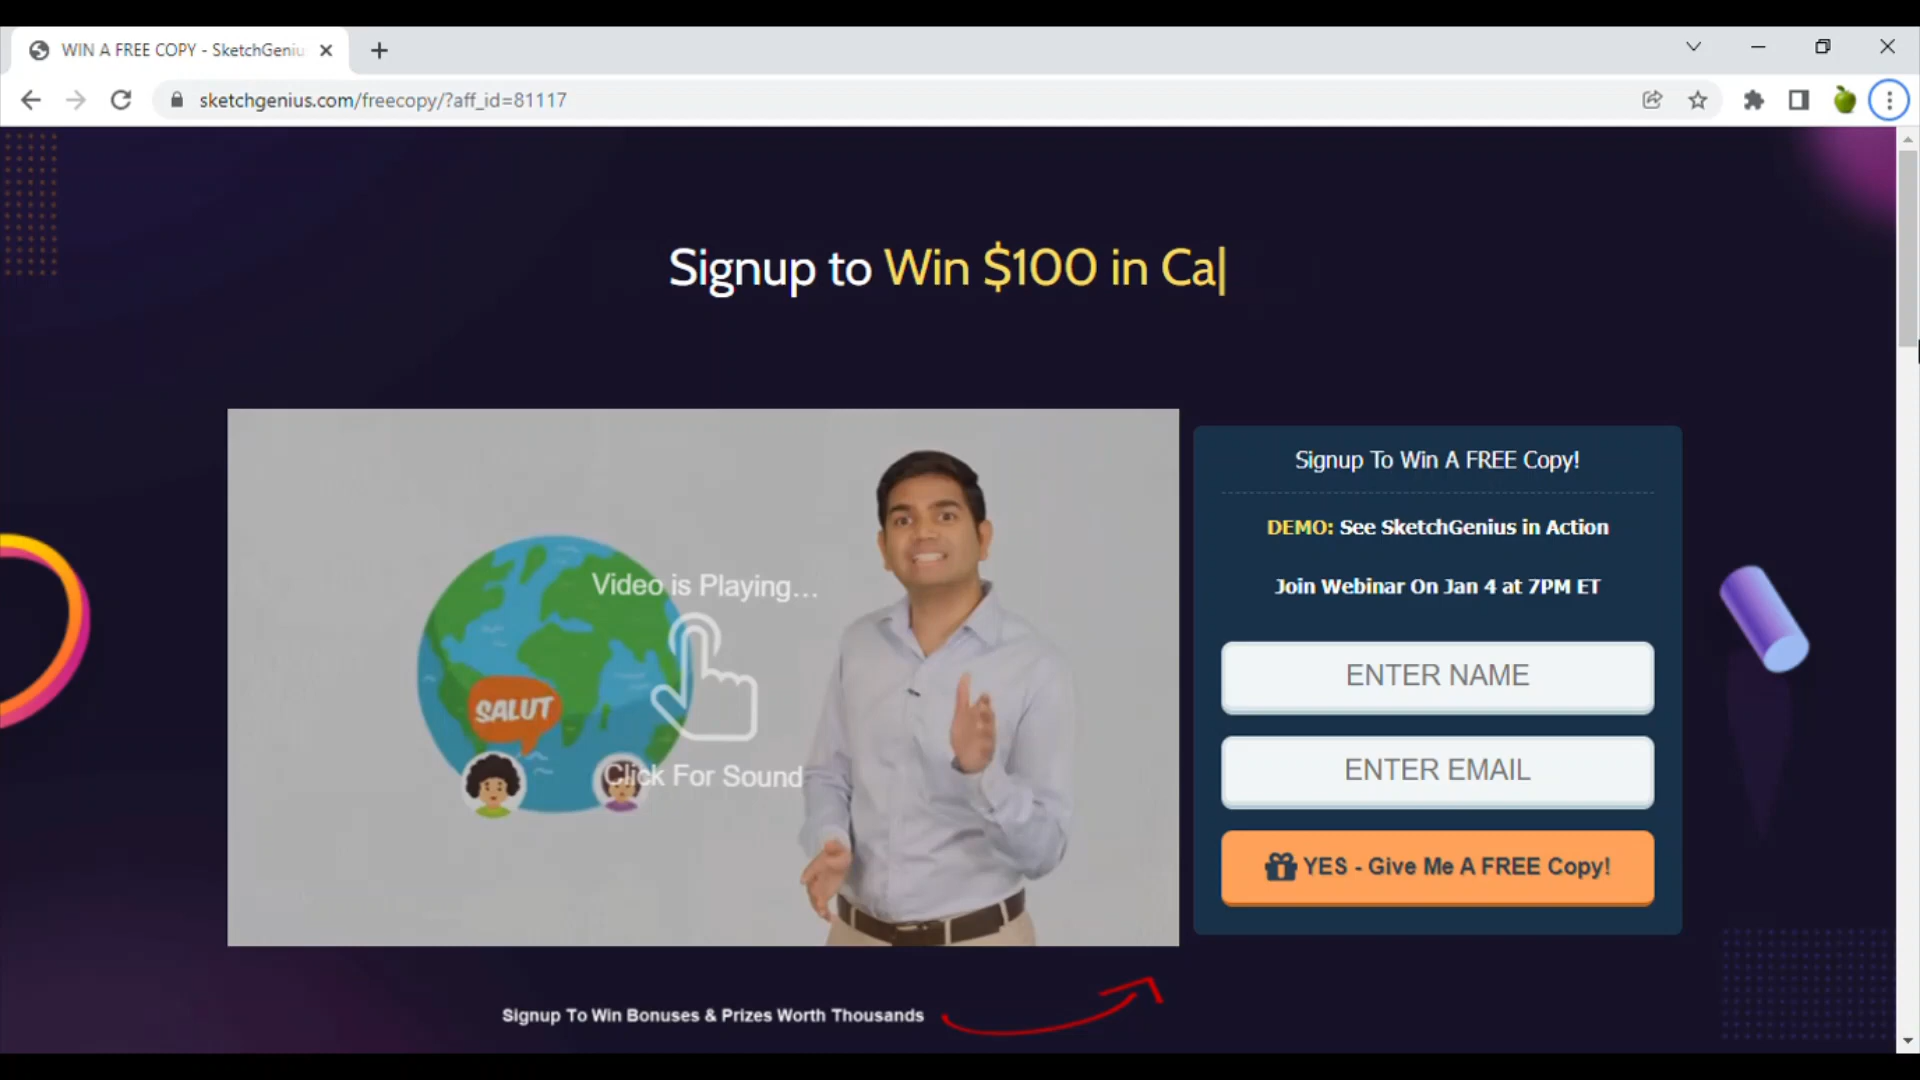 WIN A FREE COPY - SketchGeniu
sketchgenius.com/freecopy/?aff_id=81117
Signup to Win $100 in Ca
Signup To Win A FREE Copy!
DEMO: See SketchGenius in Action
Join Webinar On Jan 4 at 7PM ET
Video is Playing...
SALUT
Click For Sound
ENTER NAME
ENTER EMAIL
YES - Give Me A FREE Copy!
Signup To Win Bonuses & Prizes Worth Thousands